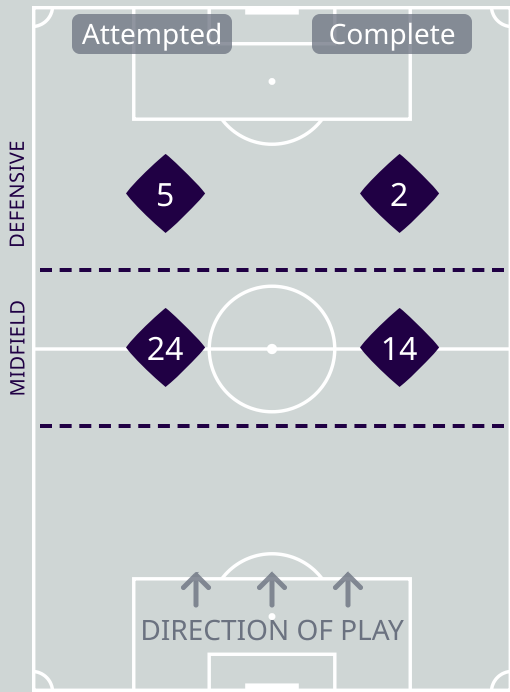 Attempted Complete
DEFENSIVE
5 2
MIDFIELD
24 14
DIRECTION OF PLAY